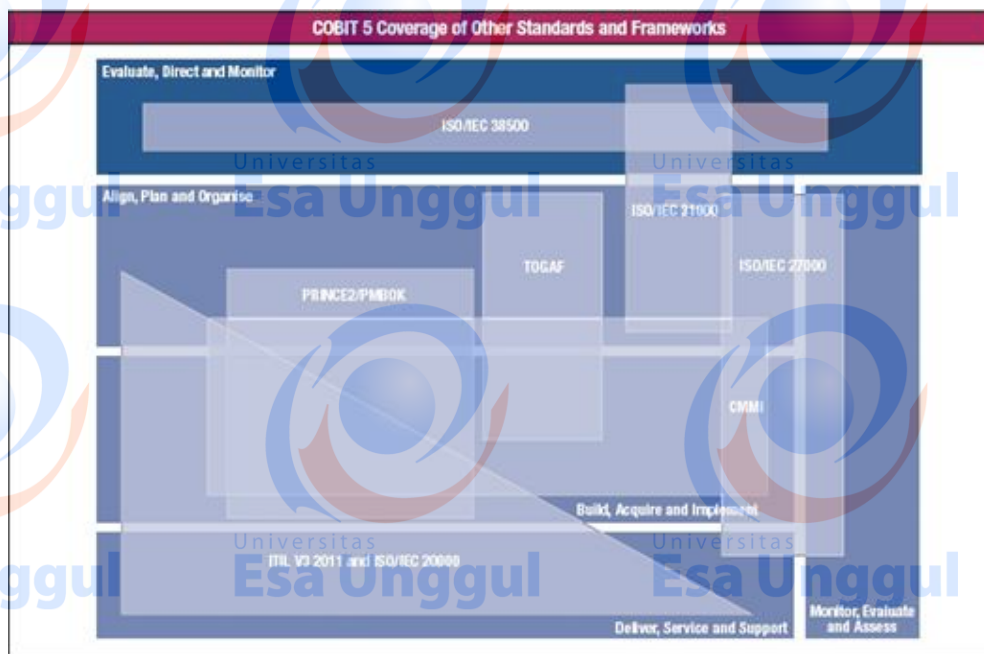 COBIT 5 Coverage of Other Standards and Frameworks
Evaluate, Direct and Monitor
ISO/IEC 38500
Universitas
Universitas
Esa Unggul
Esa Unggul
ggul
Align, Plan and Organise
ISO/IEC 31000
TOGAF
ISO/IEC 27000
PRINCE2/PMBOK
CMMI
Build, Acquire and Implement
Universitas
Universitas
ITIL V3 2011 and ISO/IEC 20000
Esa Unggul
Esa Unggul
ggul
Monitor, Evaluate
and Assess
Deliver, Service and Support